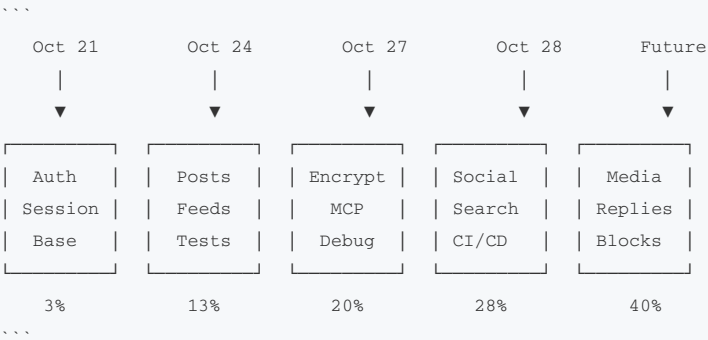 ```
Oct 21 Oct 24 Oct 27 Oct 28 Future
│ │ │ │ │
▼ ▼ ▼ ▼ ▼
┌─────────┐ ┌─────────┐ ┌─────────┐ ┌─────────┐ ┌─────────┐
│ Auth │ │ Posts │ │ Encrypt │ │ Social │ │ Media │
│ Session │ │ Feeds │ │ MCP │ │ Search │ │ Replies │
│ Base │ │ Tests │ │ Debug │ │ CI/CD │ │ Blocks │
└─────────┘ └─────────┘ └─────────┘ └─────────┘ └─────────┘
3% 13% 20% 28% 40%
```